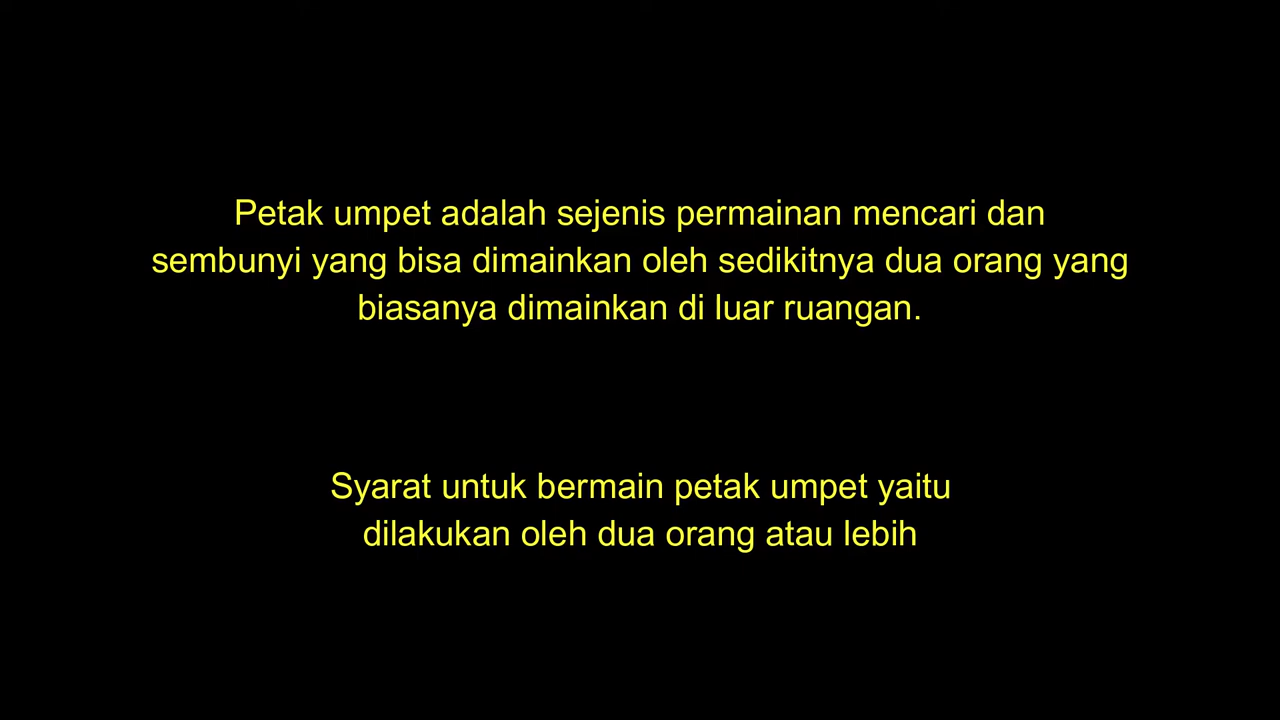 Petak umpet adalah sejenis permainan mencari dan
sembunyi yang bisa dimainkan oleh sedikitnya dua orang yang
biasanya dimainkan di luar ruangan.
Syarat untuk bermain petak umpet yaitu
dilakukan oleh dua orang atau lebih